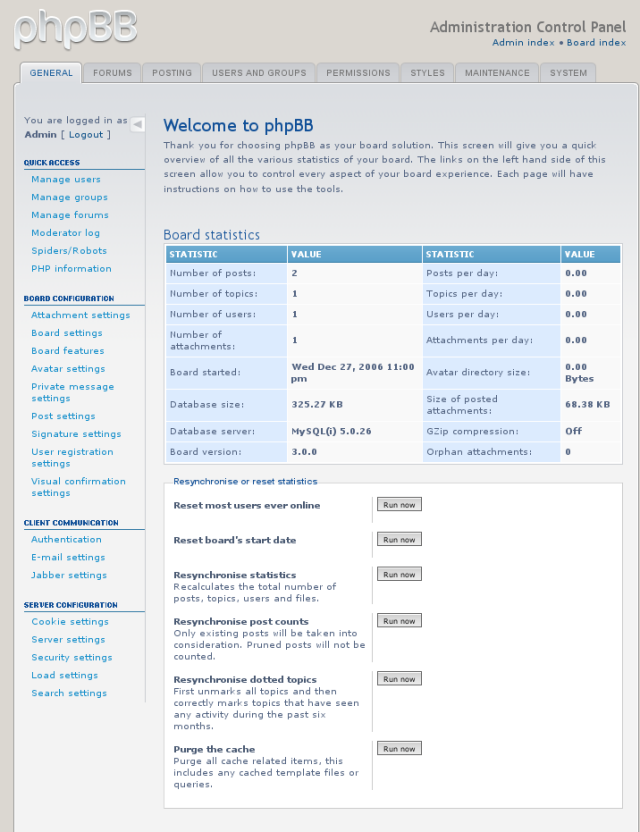 phpBB
Administration Control Panel
Admin index • Board index
GENERAL
FORUMS
POSTING
USERS AND GROUPS
PERMISSIONS
STYLES
MAINTENANCE
SYSTEM
You are logged in as
Admin [ Logout ]
QUICK ACCESS
Manage users
Manage groups
Manage forums
Moderator log
Spiders/Robots
PHP information
BOARD CONFIGURATION
Attachment settings
Board settings
Board features
Avatar settings
Private message
settings
Post settings
Signature settings
User registration
settings
Visual confirmation
settings
CLIENT COMMUNICATION
Authentication
E-mail settings
Jabber settings
SERVER CONFIGURATION
Cookie settings
Server settings
Security settings
Load settings
Search settings
Welcome to phpBB
Thank you for choosing phpBB as your board solution. This screen will give you a quick
overview of all the various statistics of your board. The links on the left hand side of this
screen allow you to control every aspect of your board experience. Each page will have
instructions on how to use the tools.
Board statistics
STATISTIC VALUE STATISTIC VALUE
Number of posts: 2 Posts per day: 0.00
Number of topics: 1 Topics per day: 0.00
Number of users: 1 Users per day: 0.00
Number of
attachments: 1 Attachments per day: 0.00
Board started: Wed Dec 27, 2006 11:00
pm Avatar directory size: 0.00
Bytes
Database size: 325.27 KB Size of posted
attachments: 68.38 KB
Database server: MySQL(i) 5.0.26 GZip compression: Off
Board version: 3.0.0 Orphan attachments: 0
Resynchronise or reset statistics
Reset most users ever online Run now
Reset board's start date Run now
Resynchronise statistics Run now
Recalculates the total number of
posts, topics, users and files.
Resynchronise post counts Run now
Only existing posts will be taken into
consideration. Pruned posts will not be
counted.
Resynchronise dotted topics Run now
First unmarks all topics and then
correctly marks topics that have seen
any activity during the past six
months.
Purge the cache Run now
Purge all cache related items, this
includes any cached template files or
queries.